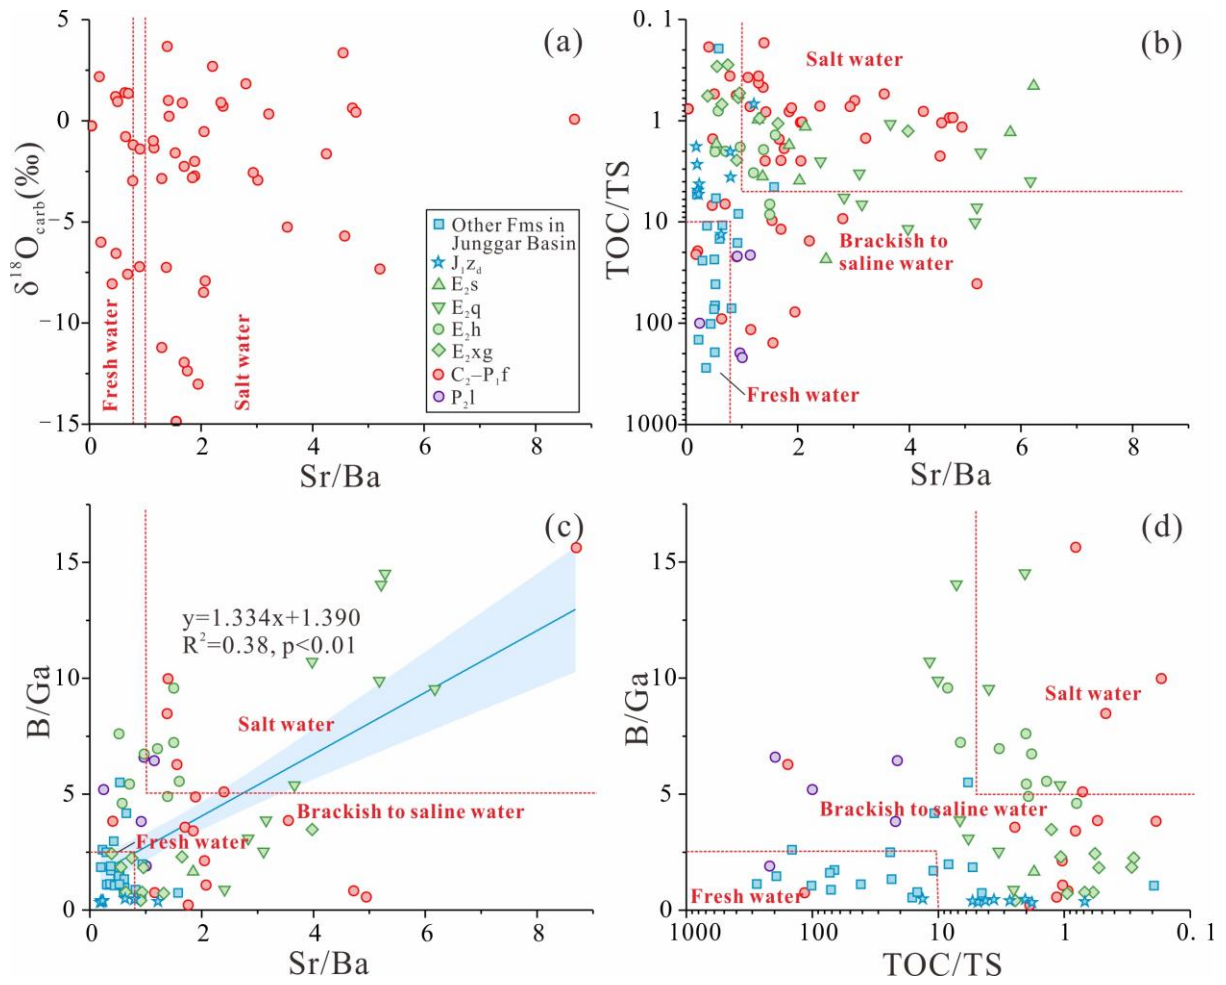 (a)
5
0
−5
−10
−15
δ¹⁸O_carb(‰)
Fresh water
Salt water
Other Fms in
Junggar Basin
J₁z_d
E₂s
E₂q
E₂h
E₂xg
C₂−P₁f
P₂l
0
2
4
6
8
Sr/Ba
(b)
0.1
1
10
100
1000
TOC/TS
Salt water
Brackish to
saline water
Fresh water
0
2
4
6
8
Sr/Ba
(c)
15
10
5
0
B/Ga
y=1.334x+1.390
R²=0.38, p<0.01
Salt water
Brackish to saline water
Fresh water
0
2
4
6
8
Sr/Ba
(d)
15
10
5
0
B/Ga
Salt water
Brackish to saline water
Fresh water
1000
100
10
1
0.1
TOC/TS